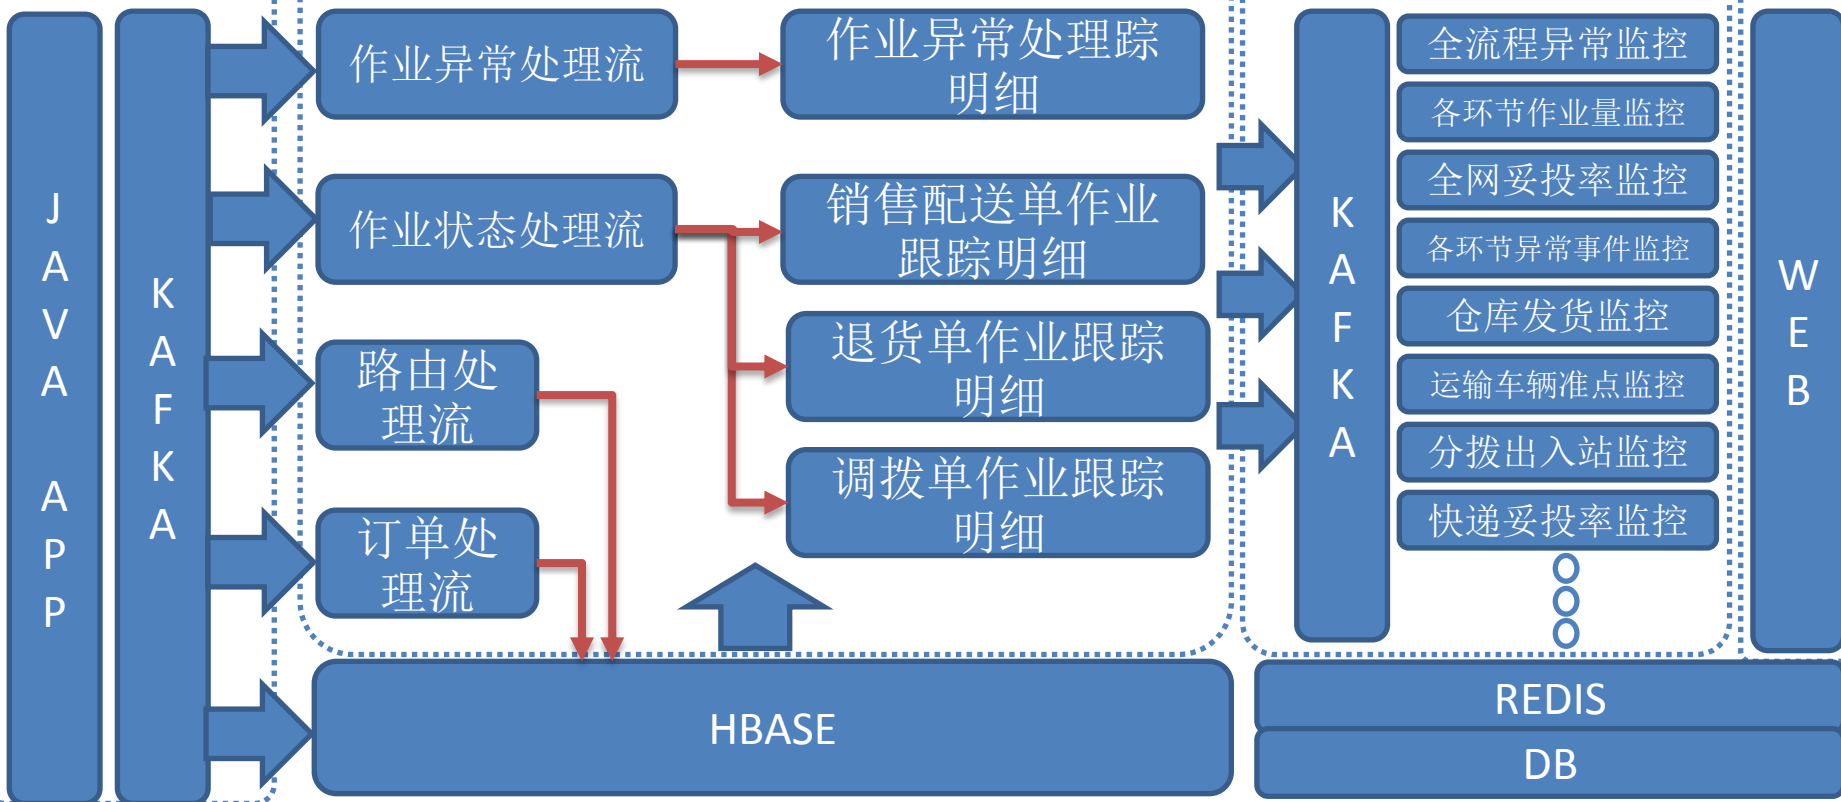 JAVA APP
KAFKA
作业异常处理流
作业状态处理流
路由处
理流
订单处
理流
作业异常处理踪
明细
销售配送单作业
跟踪明细
退货单作业跟踪
明细
调拨单作业跟踪
明细
HBASE
KAFKA
全流程异常监控
各环节作业量监控
全网妥投率监控
各环节异常事件监控
仓库发货监控
运输车辆准点监控
分拨出入站监控
快递妥投率监控
WEB
REDIS
DB